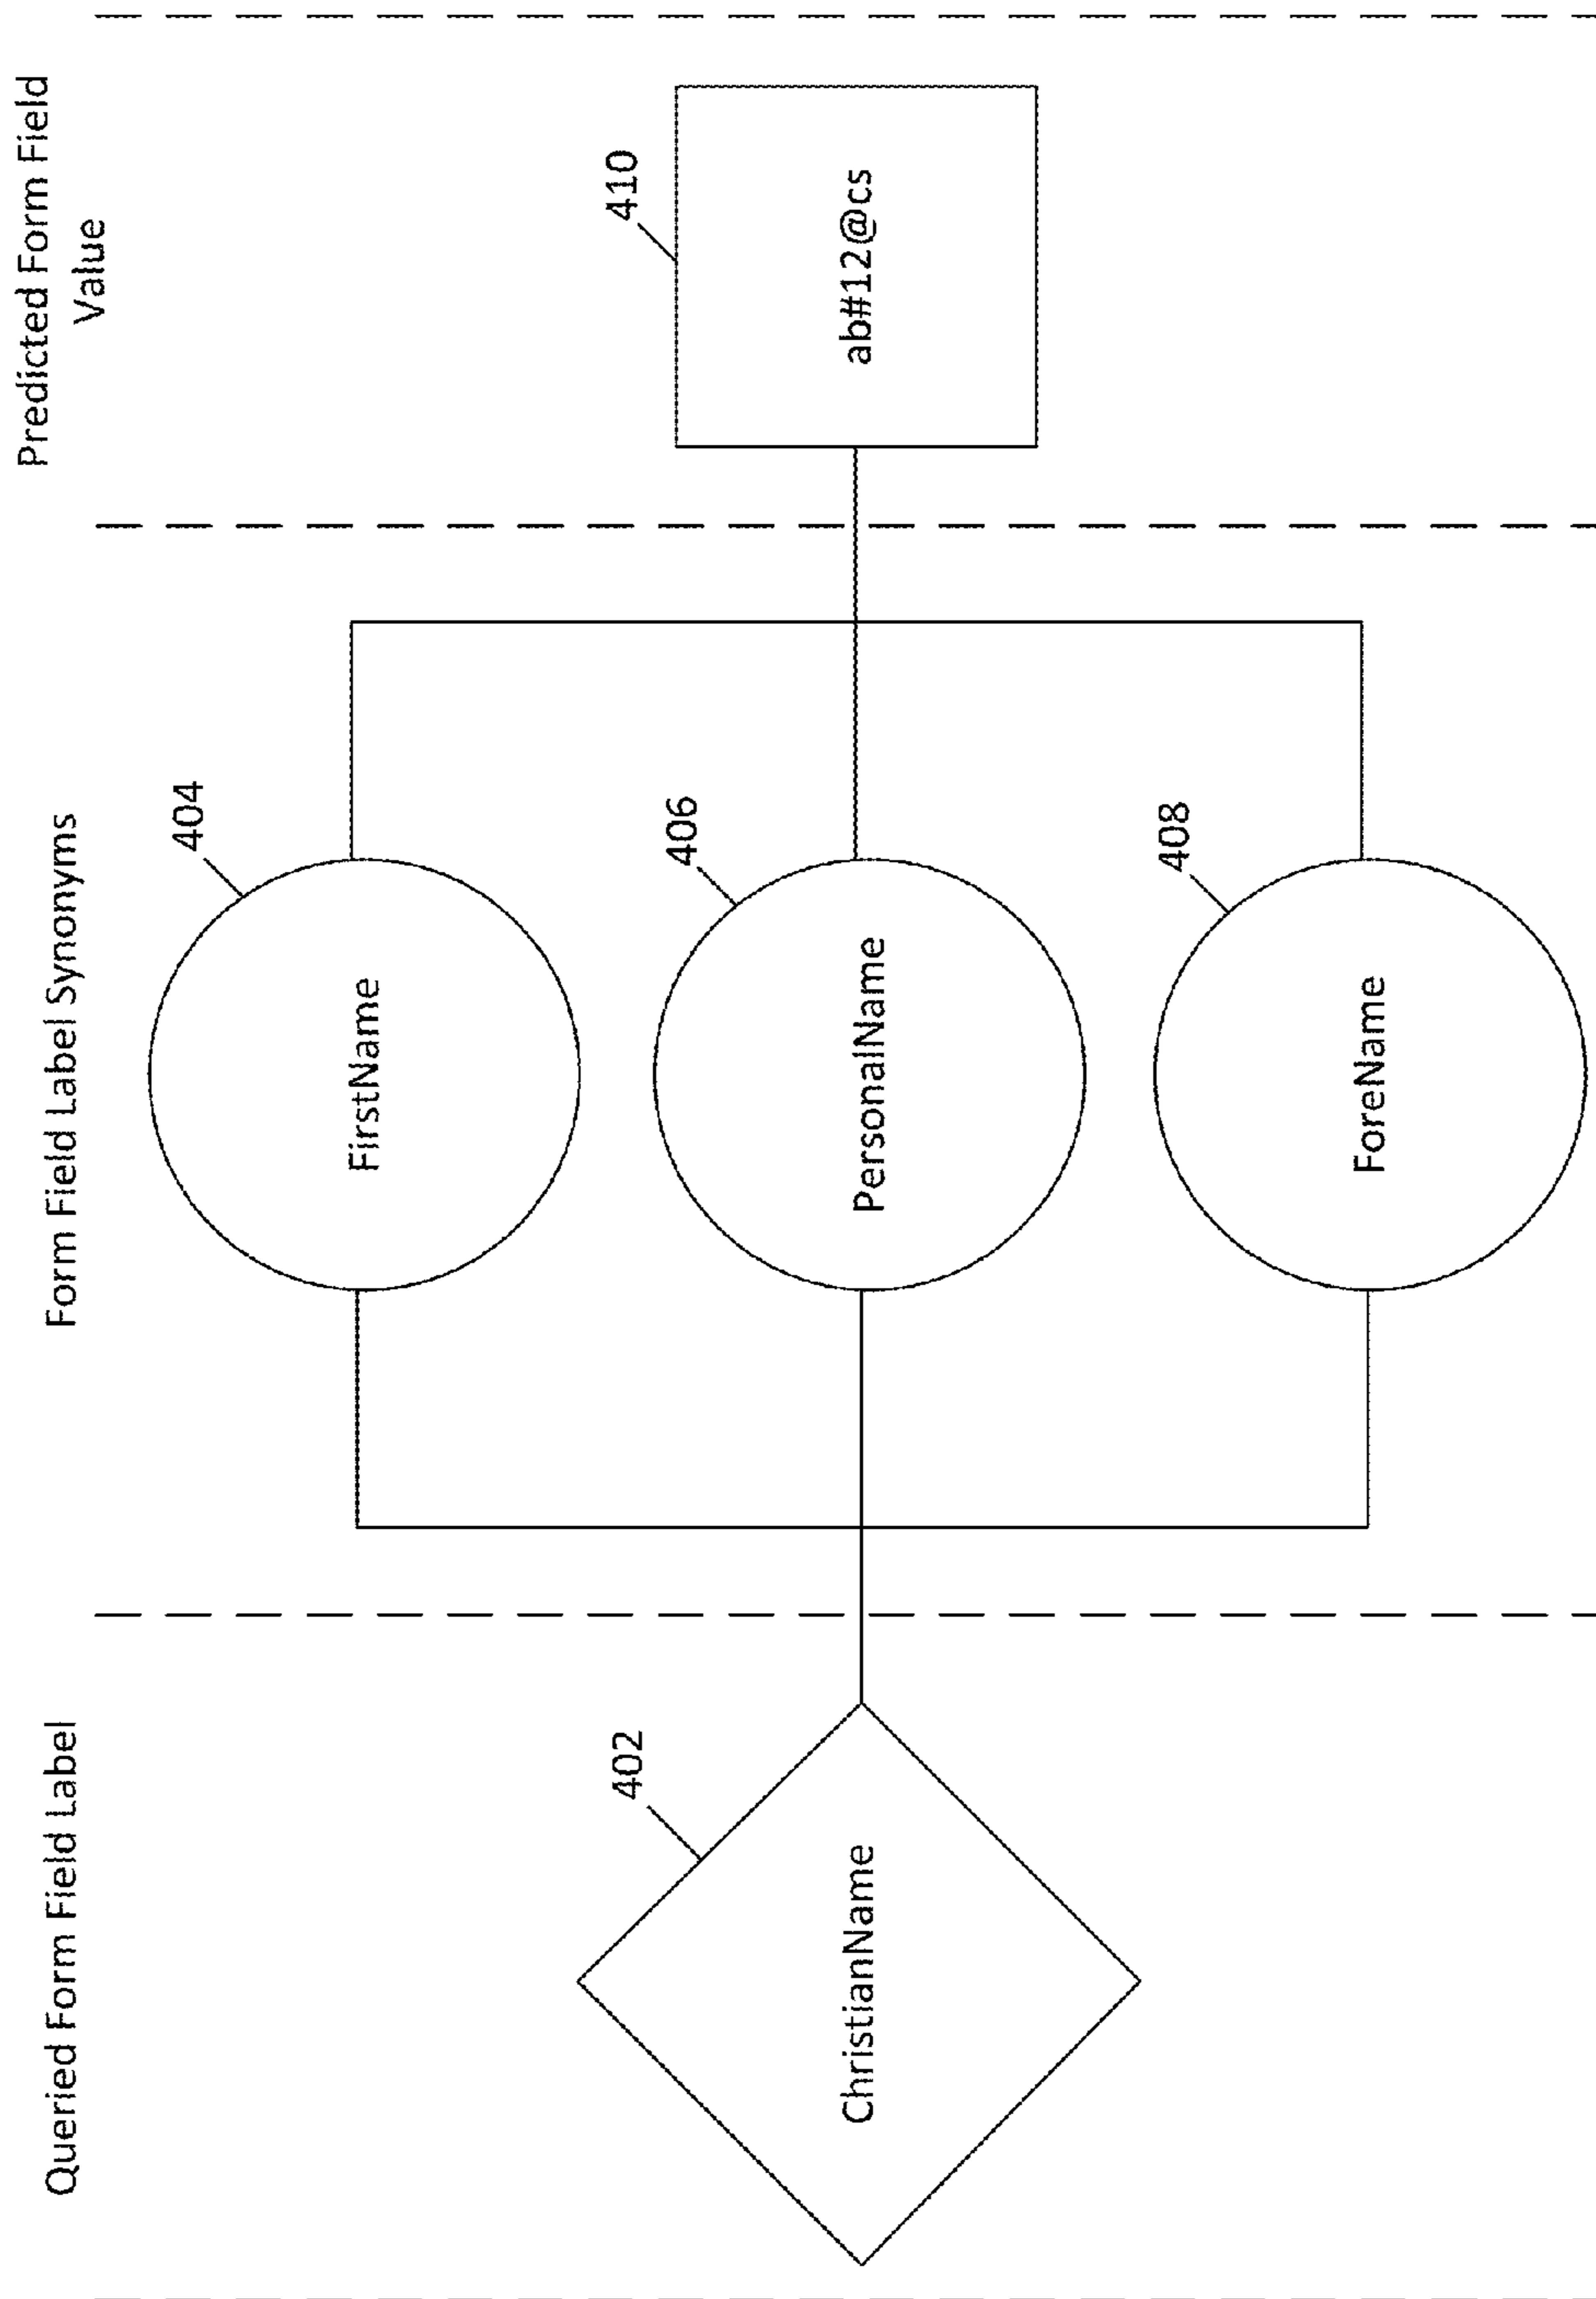 Queried Form Field Label
Form Field Label Synonyms
Predicted Form Field
Value
402
ChristianName
404
FirstName
406
PersonalName
408
ForeName
410
ab#12@cs